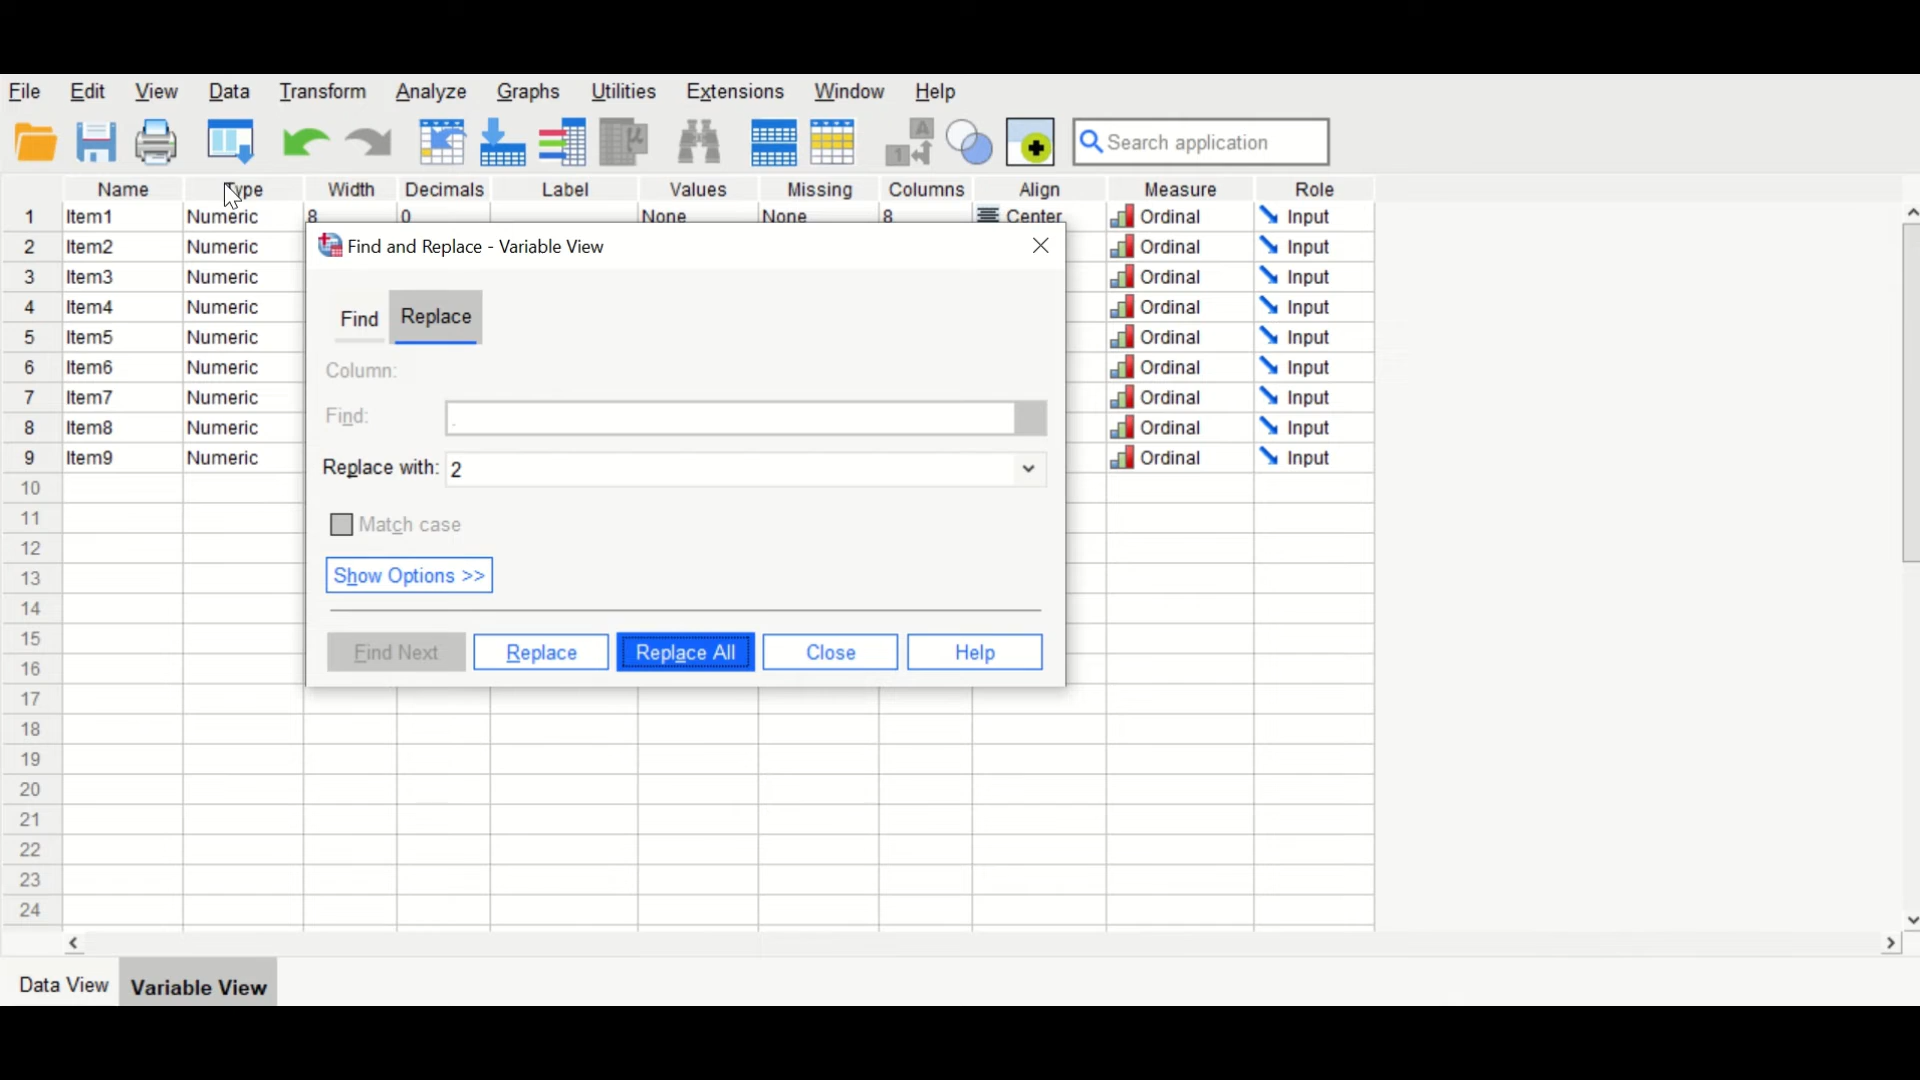 File Edit View Data Transform Analyze Graphs Utilities Extensions Window Help
Search application
Name Type Width Decimals Label Values Missing Columns Align Measure Role
1 Item1 Numeric 8 0 None None 8 Center Ordinal Input
2 Item2 Numeric Ordinal Input
3 Item3 Numeric Ordinal Input
4 Item4 Numeric Ordinal Input
5 Item5 Numeric Ordinal Input
6 Item6 Numeric Ordinal Input
7 Item7 Numeric Ordinal Input
8 Item8 Numeric Ordinal Input
9 Item9 Numeric Ordinal Input
10
11
12
13
14
15
16
17
18
19
20
21
22
23
24
Find and Replace - Variable View
Find Replace
Column:
Find: .
Replace with: 2
Match case
Show Options >>
Find Next Replace Replace All Close Help
Data View Variable View